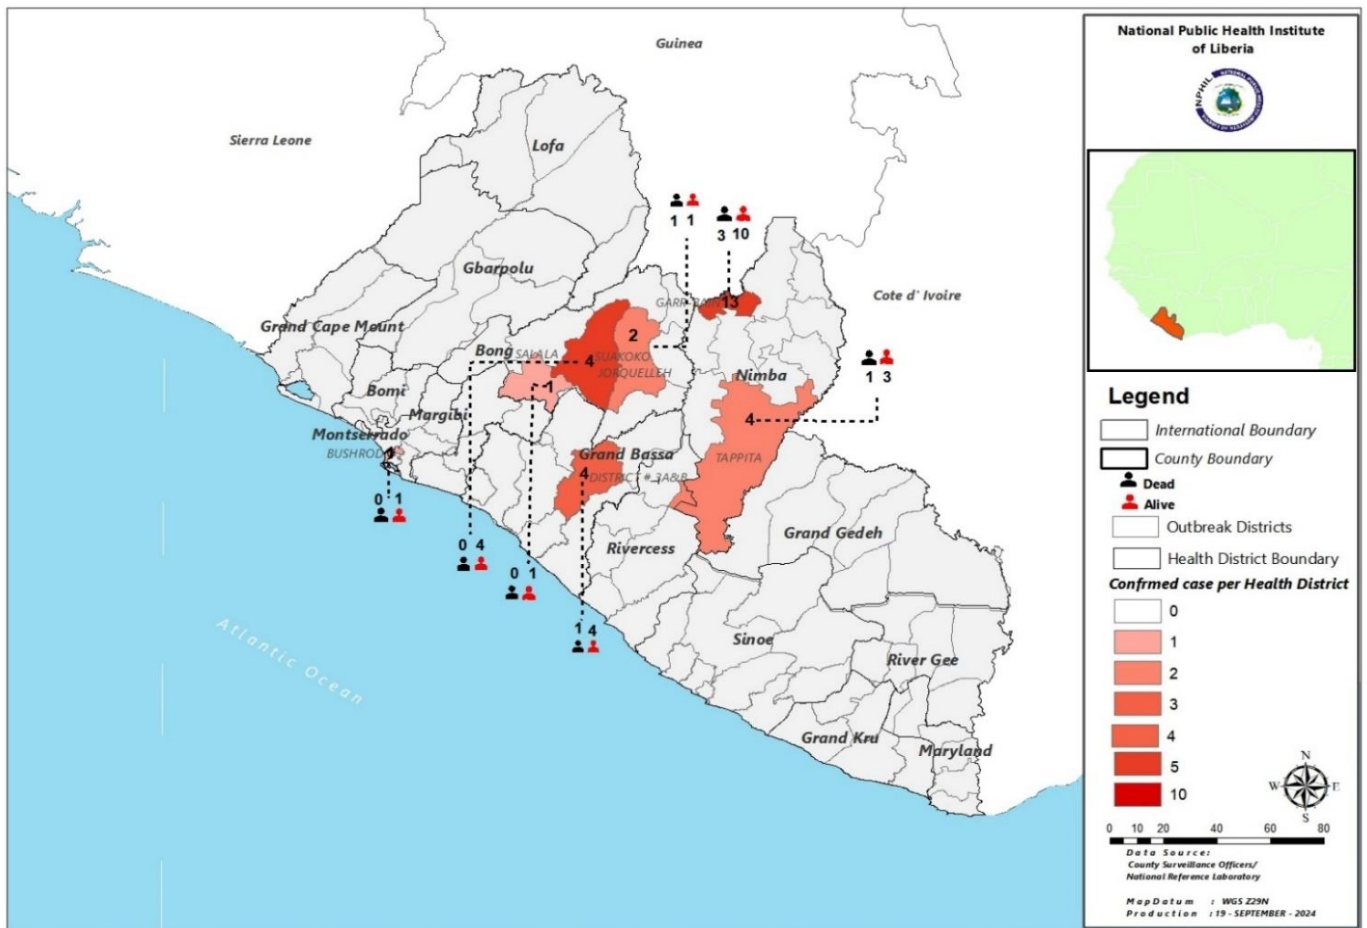 Guinea
Sierra Leone
Lofa
1 1
3 10
Gbarpolu
Cote d' Ivoire
13
Grand Cape Mount
2
Bong
SALALA
4
SUAKOKO
JORQUELLEH
1 3
Nimba
1
Bomi
Margibi
4
Montserrado
Grand Bassa
TAPPITA
4
DISTRICT # 3A&B
0 1
Grand Gedeh
0 4
Rivercess
0 1
1 4
Sinoe
River Gee
Atlantic Ocean
Grand Kru
Maryland
National Public Health Institute
of Liberia
NPHIL
Legend
International Boundary
County Boundary
Dead
Alive
Outbreak Districts
Health District Boundary
Confrmed case per Health District
0
1
2
3
4
5
10
N
W E
S
0 10 20 40 60 80
Data Source:
County Surveillance Officers/
National Reference Laboratory
MapDatum : WGS Z29N
Production : 19 - SEPTEMBER - 2024